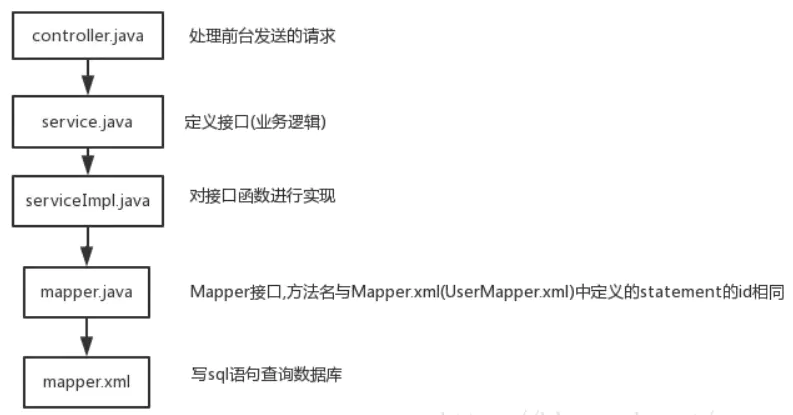 controller.java 处理前台发送的请求
service.java 定义接口(业务逻辑)
serviceImpl.java 对接口函数进行实现
mapper.java Mapper接口,方法名与Mapper.xml(UserMapper.xml)中定义的statement的id相同
mapper.xml 写sql语句查询数据库